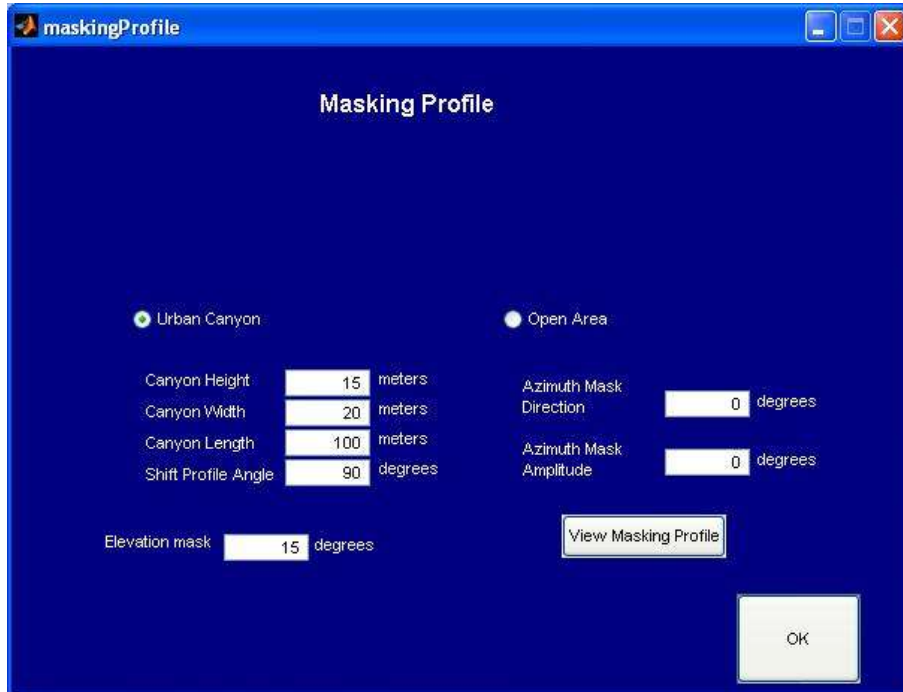 maskingProfile
Masking Profile
Urban Canyon
Open Area
Canyon Height 15 meters
Canyon Width 20 meters
Canyon Length 100 meters
Shift Profile Angle 90 degrees
Azimuth Mask
Direction 0 degrees
Azimuth Mask
Amplitude 0 degrees
Elevation mask 15 degrees
View Masking Profile
OK